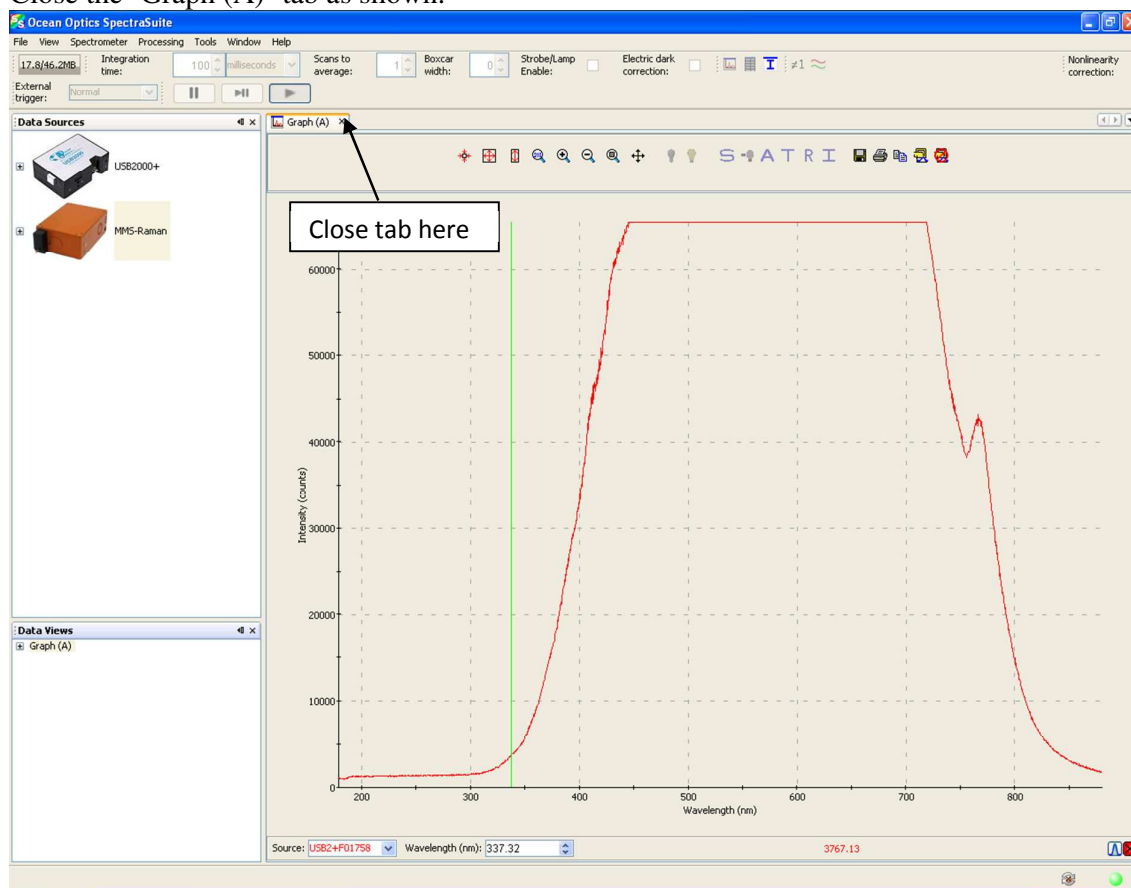 Close the "Graph (A)" tab as shown.
Ocean Optics SpectraSuite
File View Spectrometer Processing Tools Window Help
17.8/46.2MB Integration time: 100 milliseconds Scans to average: 1 Boxcar width: 0 Strobe/Lamp Enable: Electric dark correction: ≠1 Nonlinearity correction:
External trigger: Normal
Data Sources
Graph (A)
USB2000+
S A T R I
MMS-Raman
Close tab here
60000
50000
40000
30000
20000
10000
0
Intensity (counts)
200 300 400 500 600 700 800
Wavelength (nm)
Data Views
Graph (A)
Source: USB2+F01758 Wavelength (nm): 337.32 3767.13